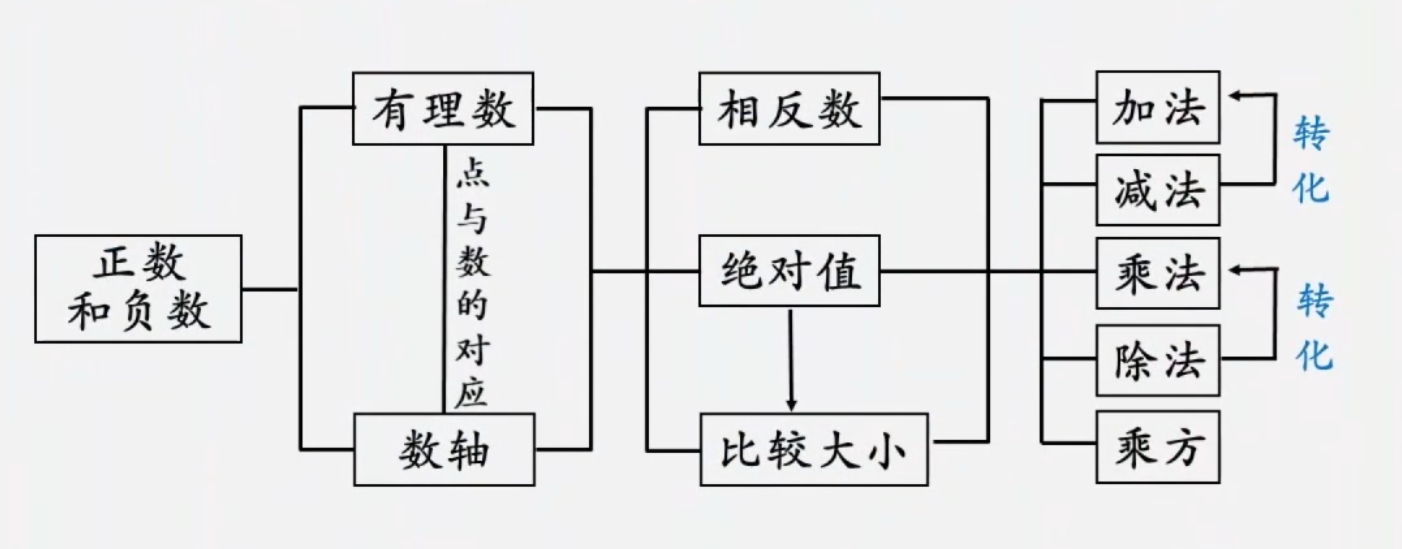 正数
和负数
有理数
点与数的对应
数轴
相反数
绝对值
比较大小
加法
减法
乘法
除法
乘方
转化
转化